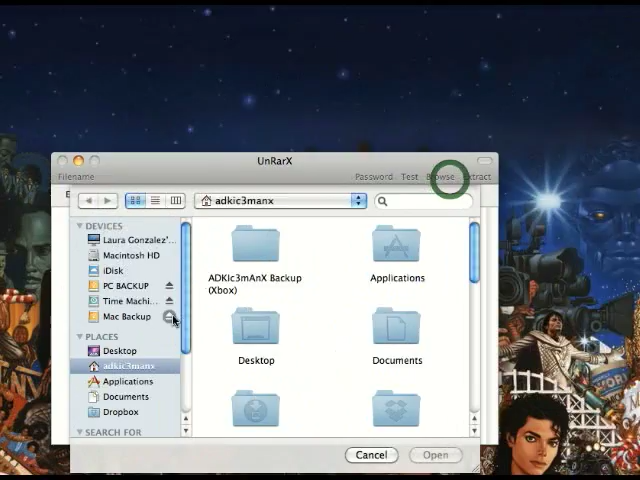 UnRarX
Filename
Password Test Browse Extract
adkic3manx
DEVICES
Laura Gonzalez'...
Macintosh HD
iDisk
PC BACKUP
Time Machi...
Mac Backup
PLACES
Desktop
adkic3manx
Applications
Documents
Dropbox
SEARCH FOR
ADKIc3mAnX Backup
(Xbox)
Applications
Desktop
Documents
Cancel Open